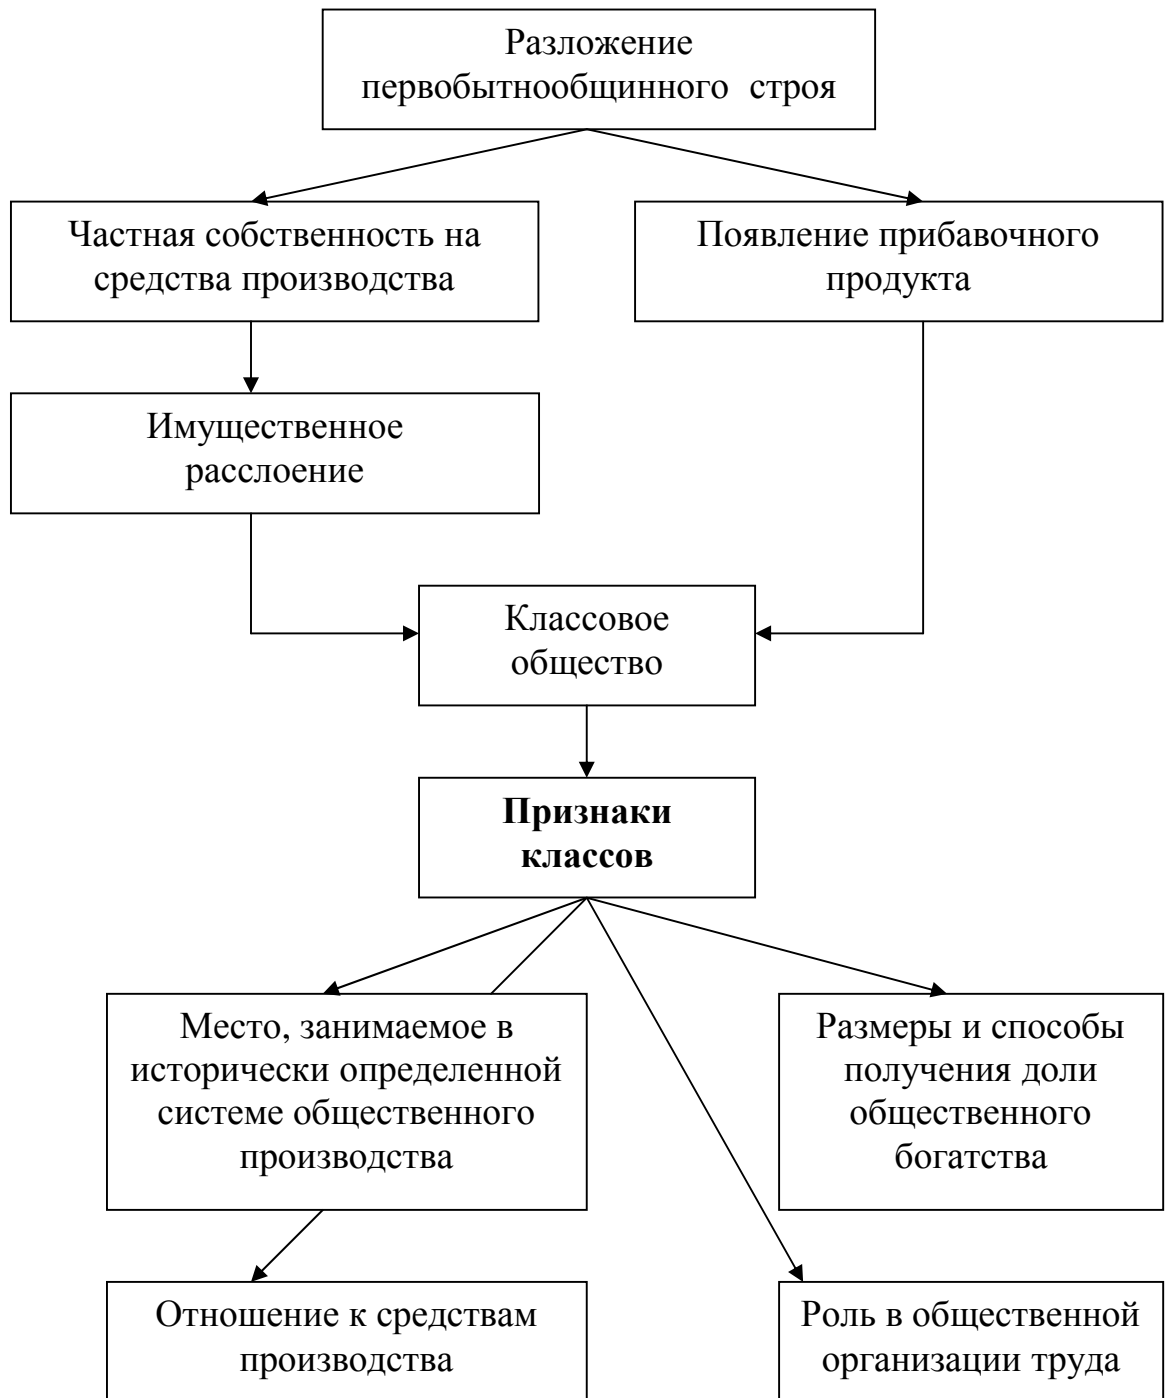 Разложение
первобытнообщинного строя
Частная собственность на
средства производства
Появление прибавочного
продукта
Имущественное
расслоение
Классовое
общество
Признаки
классов
Место, занимаемое в
исторически определенной
системе общественного
производства
Размеры и способы
получения доли
общественного
богатства
Отношение к средствам
производства
Роль в общественной
организации труда